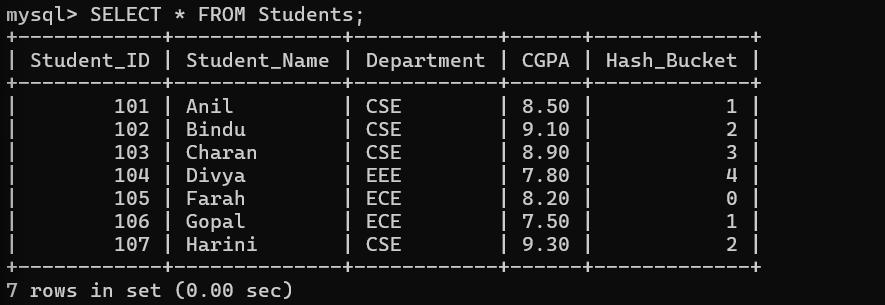 mysql> SELECT * FROM Students;
+------------+--------------+------------+------+-------------+
| Student_ID | Student_Name | Department | CGPA | Hash_Bucket |
+------------+--------------+------------+------+-------------+
|        101 | Anil         | CSE        | 8.50 |           1 |
|        102 | Bindu        | CSE        | 9.10 |           2 |
|        103 | Charan       | CSE        | 8.90 |           3 |
|        104 | Divya        | EEE        | 7.80 |           4 |
|        105 | Farah        | ECE        | 8.20 |           0 |
|        106 | Gopal        | ECE        | 7.50 |           1 |
|        107 | Harini       | CSE        | 9.30 |           2 |
+------------+--------------+------------+------+-------------+
7 rows in set (0.00 sec)